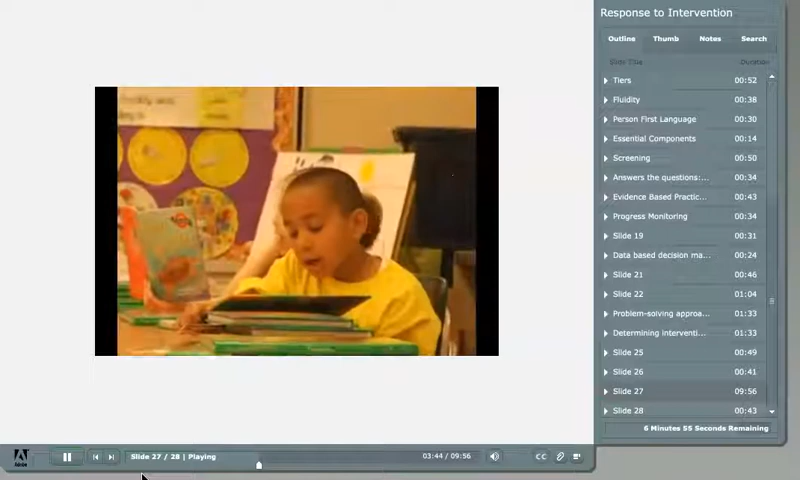 Response to Intervention
Outline Thumb Notes Search
Slide Title Duration
Tiers 00:52
Fluidity 00:38
Person First Language 00:30
Essential Components 00:14
Screening 00:50
Answers the questions:... 00:34
Evidence Based Practic... 00:43
Progress Monitoring 00:34
Slide 19 00:31
Data based decision ma... 00:24
Slide 21 00:46
Slide 22 01:04
Problem-solving approa... 01:33
Determining interventi... 01:33
Slide 25 00:49
Slide 26 00:41
Slide 27 09:56
Slide 28 00:43
6 Minutes 55 Seconds Remaining
Adobe
Slide 27 / 28 | Playing
03:44 / 09:56
CC